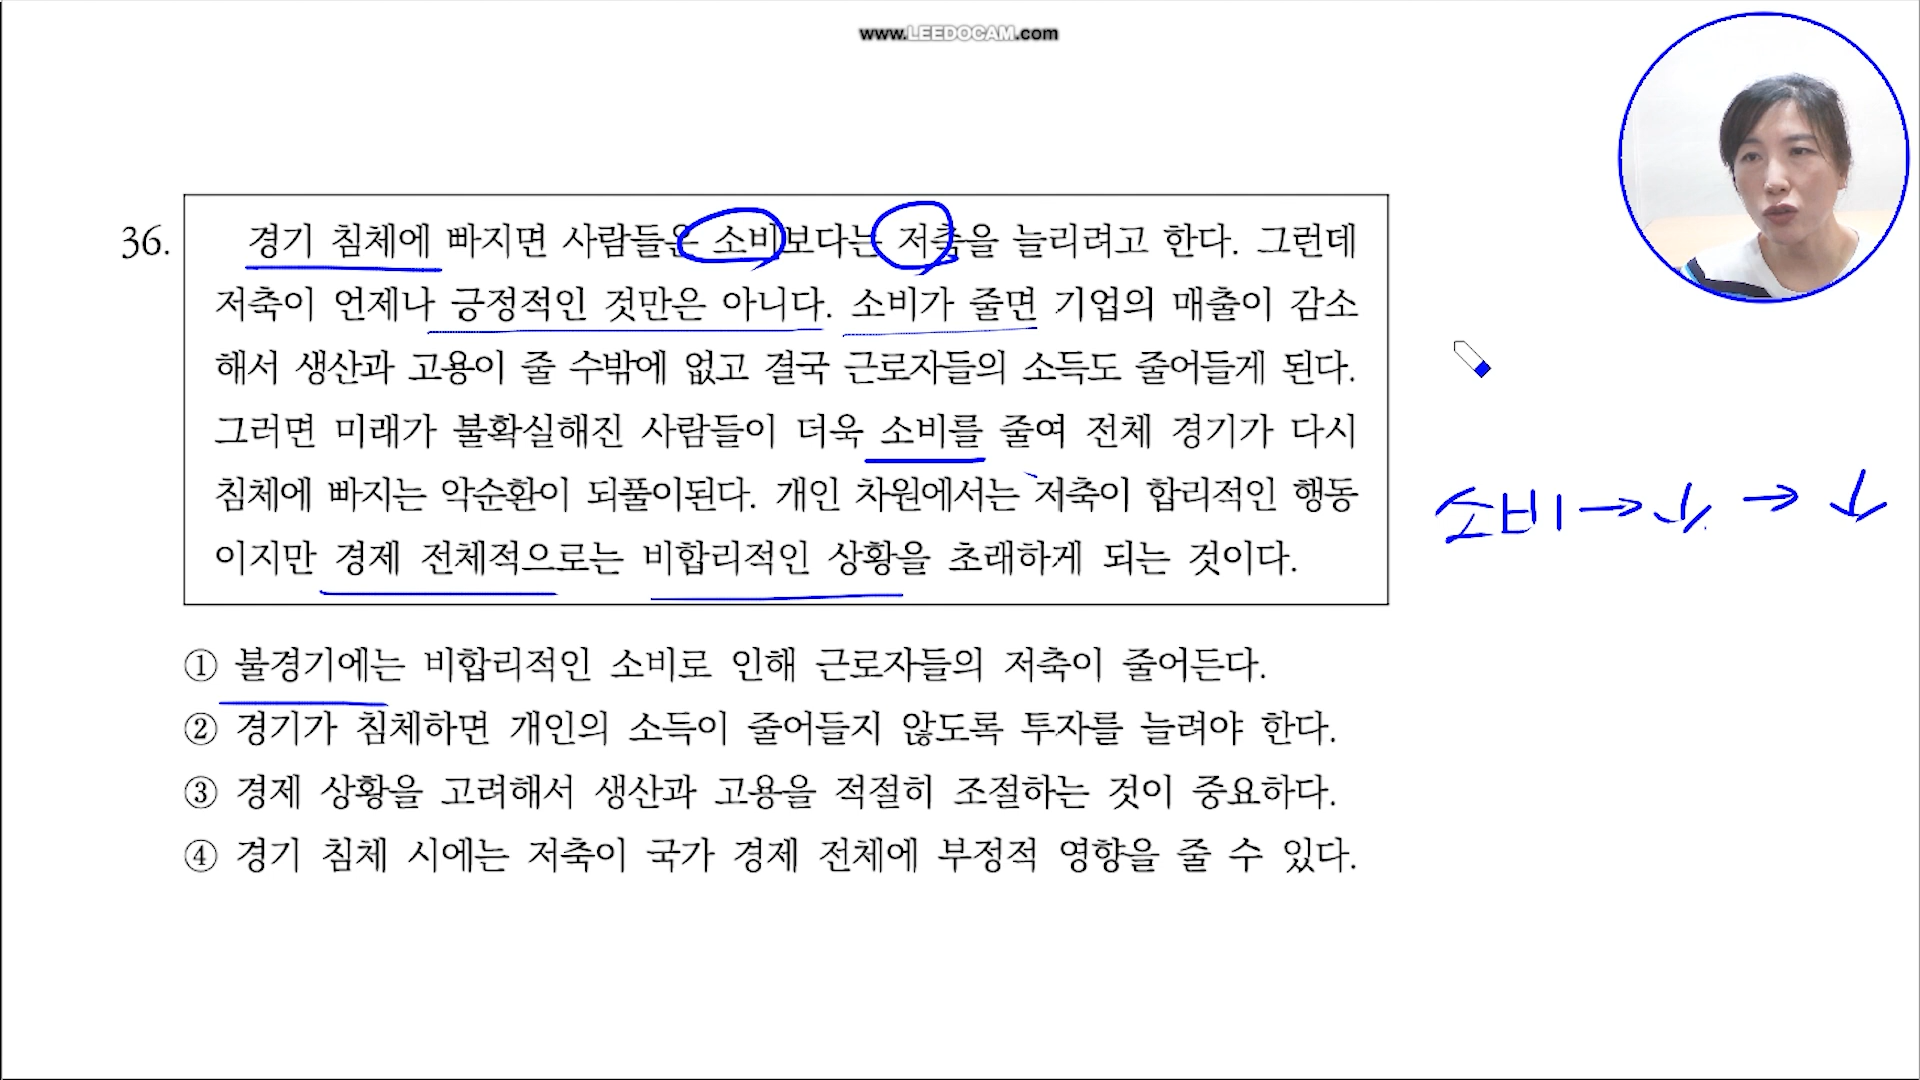 www.LEEDOCAM.com
36.
경기 침체에 빠지면 사람들은 소비보다는 저축을 늘리려고 한다. 그런데
저축이 언제나 긍정적인 것만은 아니다. 소비가 줄면 기업의 매출이 감소
해서 생산과 고용이 줄 수밖에 없고 결국 근로자들의 소득도 줄어들게 된다.
그러면 미래가 불확실해진 사람들이 더욱 소비를 줄여 전체 경기가 다시
침체에 빠지는 악순환이 되풀이된다. 개인 차원에서는 저축이 합리적인 행동
이지만 경제 전체적으로는 비합리적인 상황을 초래하게 되는 것이다.
소비→↓→↓
① 불경기에는 비합리적인 소비로 인해 근로자들의 저축이 줄어든다.
② 경기가 침체하면 개인의 소득이 줄어들지 않도록 투자를 늘려야 한다.
③ 경제 상황을 고려해서 생산과 고용을 적절히 조절하는 것이 중요하다.
④ 경기 침체 시에는 저축이 국가 경제 전체에 부정적 영향을 줄 수 있다.